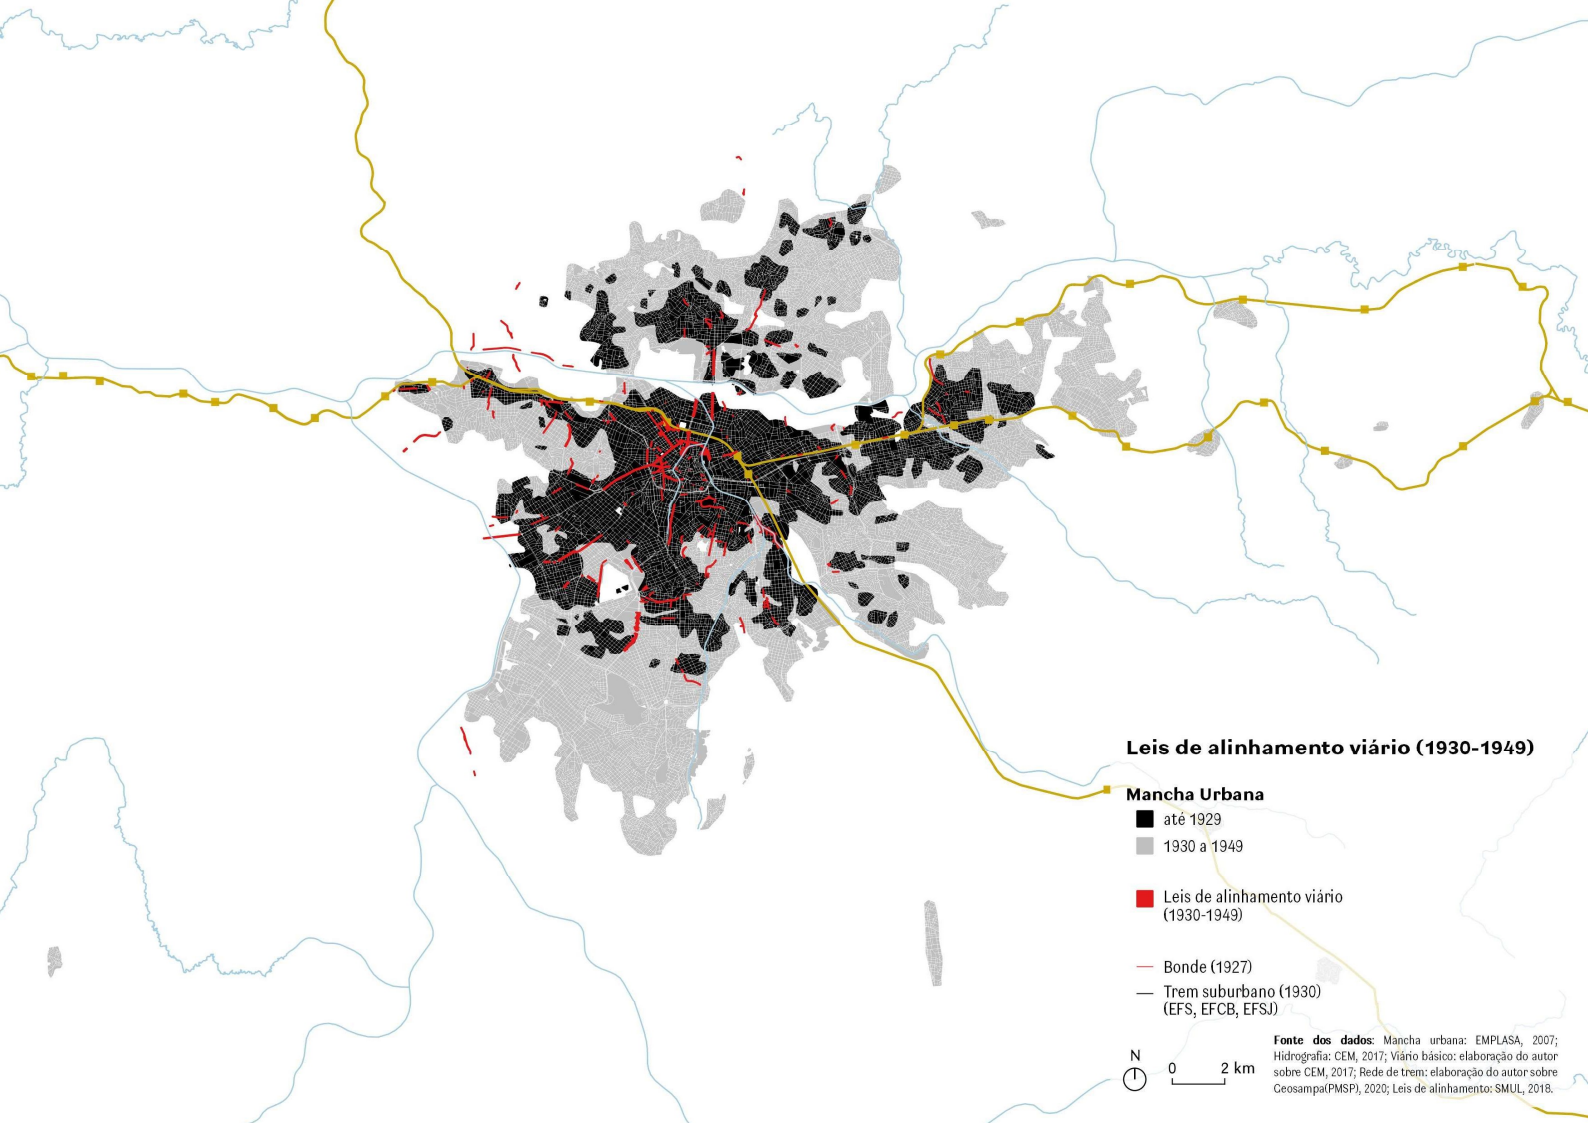 Leis de alinhamento viário (1930-1949)
Mancha Urbana
até 1929
1930 a 1949
Leis de alinhamento viário
(1930-1949)
Bonde (1927)
Trem suburbano (1930)
(EFS, EFCB, EFSJ)
N
0 2 km
Fonte dos dados: Mancha urbana: EMPLASA, 2007;
Hidrografia: CEM, 2017; Viário básico: elaboração do autor
sobre CEM, 2017; Rede de trem: elaboração do autor sobre
Geosampa(PMSP), 2020; Leis de alinhamento: SMUL, 2018.